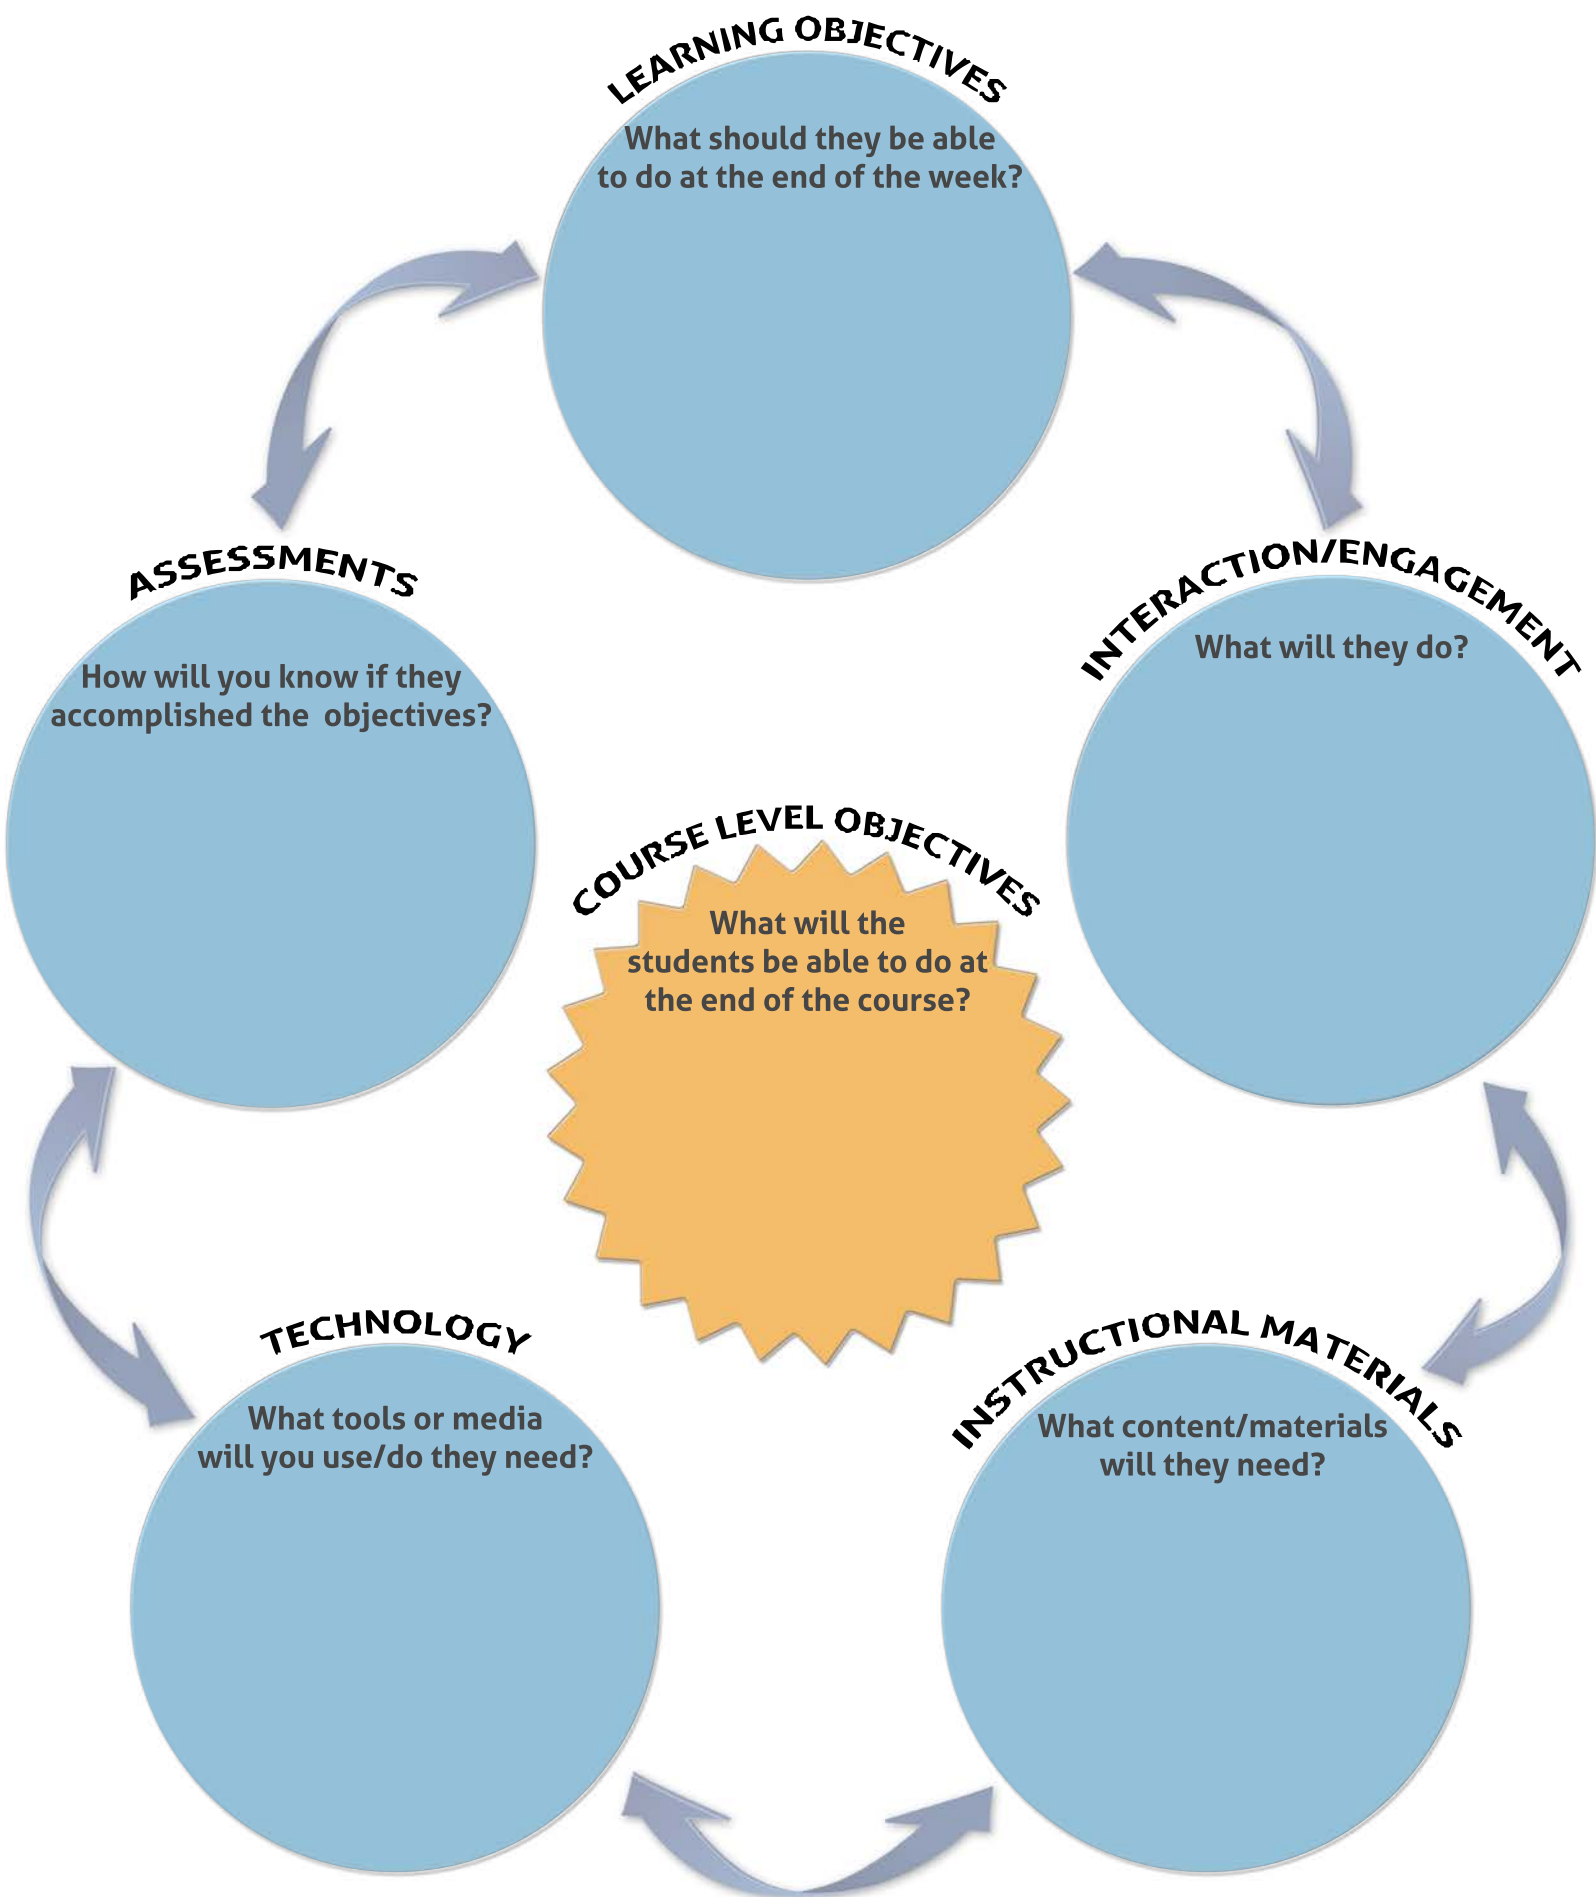 LEARNING OBJECTIVES
What should they be able
to do at the end of the week?
ASSESSMENTS
How will you know if they
accomplished the  objectives?
INTERACTION/ENGAGEMENT
What will they do?
COURSE LEVEL OBJECTIVES
What will the
students be able to do at
the end of the course?
TECHNOLOGY
What tools or media
will you use/do they need?
INSTRUCTIONAL MATERIALS
What content/materials
will they need?